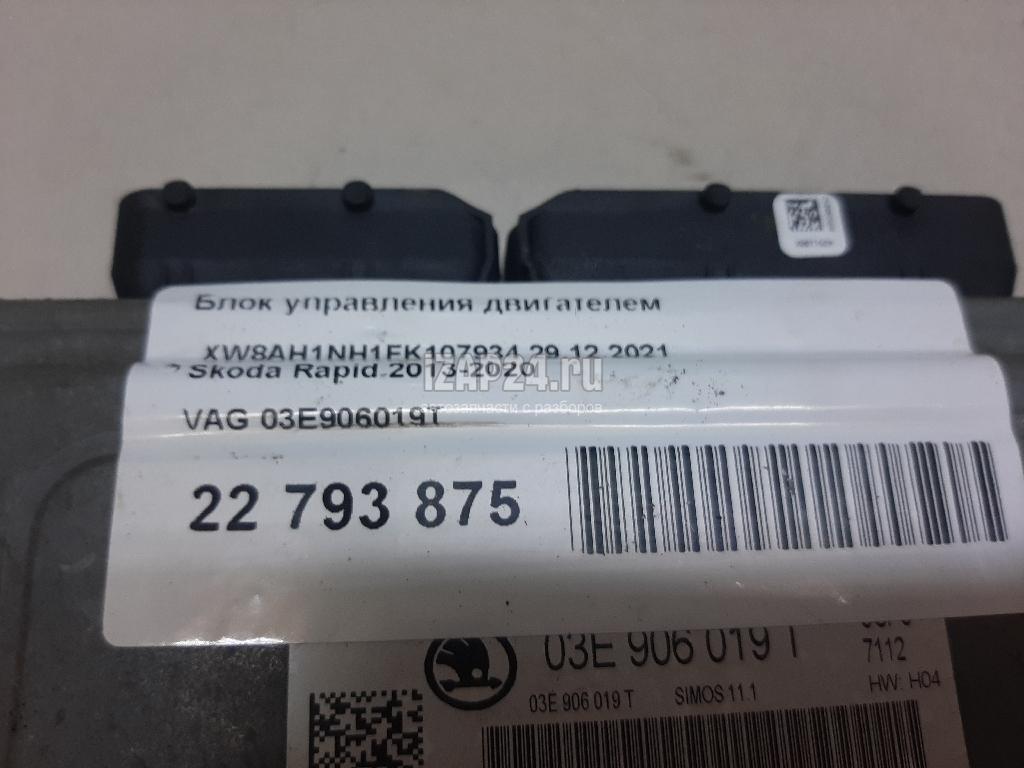 Блок управления двигателем
XW8AH1NH1EK107934 29.12.2021
Skoda Rapid 2013-2020
iZAP24.ru
автозапчасти с разборов
VAG 03E906019T
22 793 875
03E 906 019 T
7112
03E 906 019 T SIMOS 11.1 HW: H04